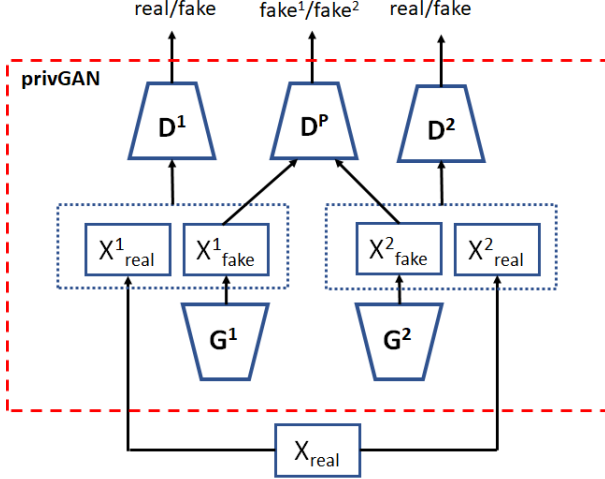 real/fake fake¹/fake² real/fake
privGAN
D¹ Dᴾ D²
X¹real X¹fake X²fake X²real
G¹ G²
Xreal